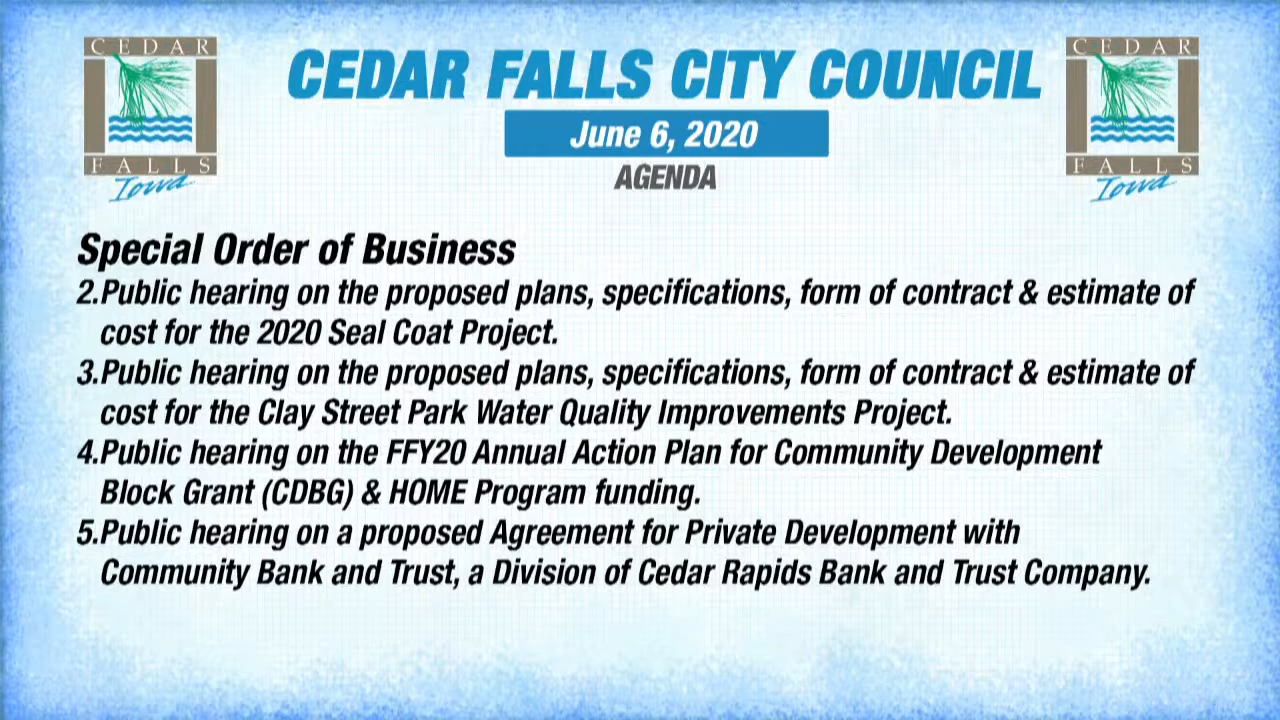 CEDAR
FALLS
Iowa
CEDAR FALLS CITY COUNCIL
June 6, 2020
AGENDA
CEDAR
FALLS
Iowa
Special Order of Business
2.Public hearing on the proposed plans, specifications, form of contract & estimate of
cost for the 2020 Seal Coat Project.
3.Public hearing on the proposed plans, specifications, form of contract & estimate of
cost for the Clay Street Park Water Quality Improvements Project.
4.Public hearing on the FFY20 Annual Action Plan for Community Development
Block Grant (CDBG) & HOME Program funding.
5.Public hearing on a proposed Agreement for Private Development with
Community Bank and Trust, a Division of Cedar Rapids Bank and Trust Company.